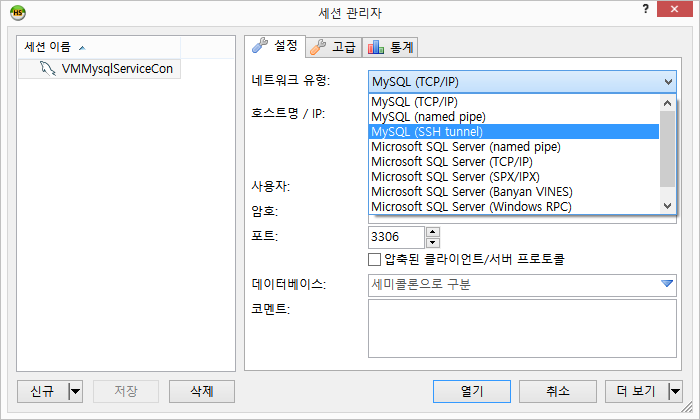 HS
세션 관리자
?
세션 이름
VMMysqlServiceCon
설정
고급
통계
네트워크 유형:
MySQL (TCP/IP)
MySQL (TCP/IP)
MySQL (named pipe)
MySQL (SSH tunnel)
Microsoft SQL Server (named pipe)
Microsoft SQL Server (TCP/IP)
Microsoft SQL Server (SPX/IPX)
Microsoft SQL Server (Banyan VINES)
Microsoft SQL Server (Windows RPC)
호스트명 / IP:
사용자:
암호:
포트:
3306
압축된 클라이언트/서버 프로토콜
데이터베이스:
세미콜론으로 구분
코멘트:
신규
저장
삭제
열기
취소
더 보기